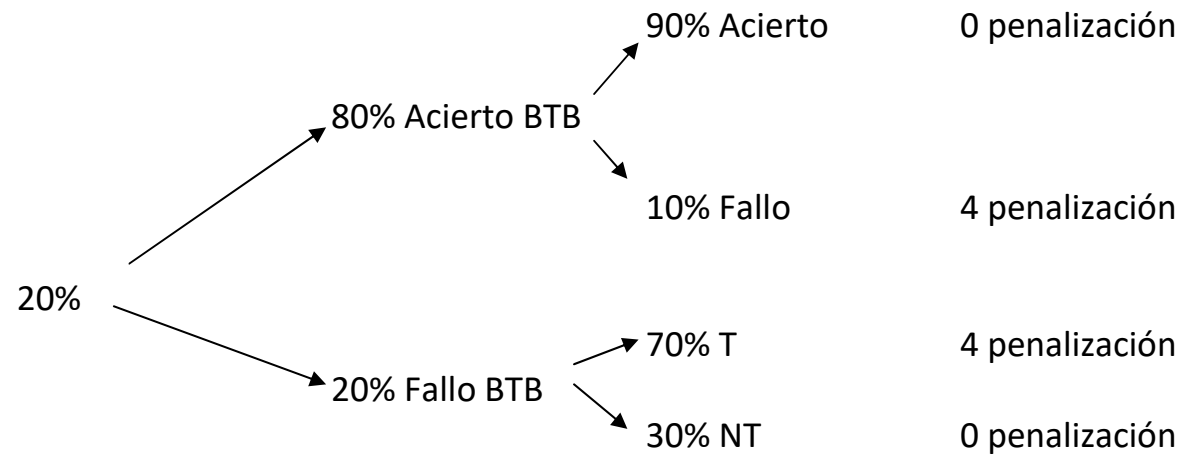 90% Acierto 0 penalización
80% Acierto BTB
10% Fallo 4 penalización
20%
70% T 4 penalización
20% Fallo BTB
30% NT 0 penalización